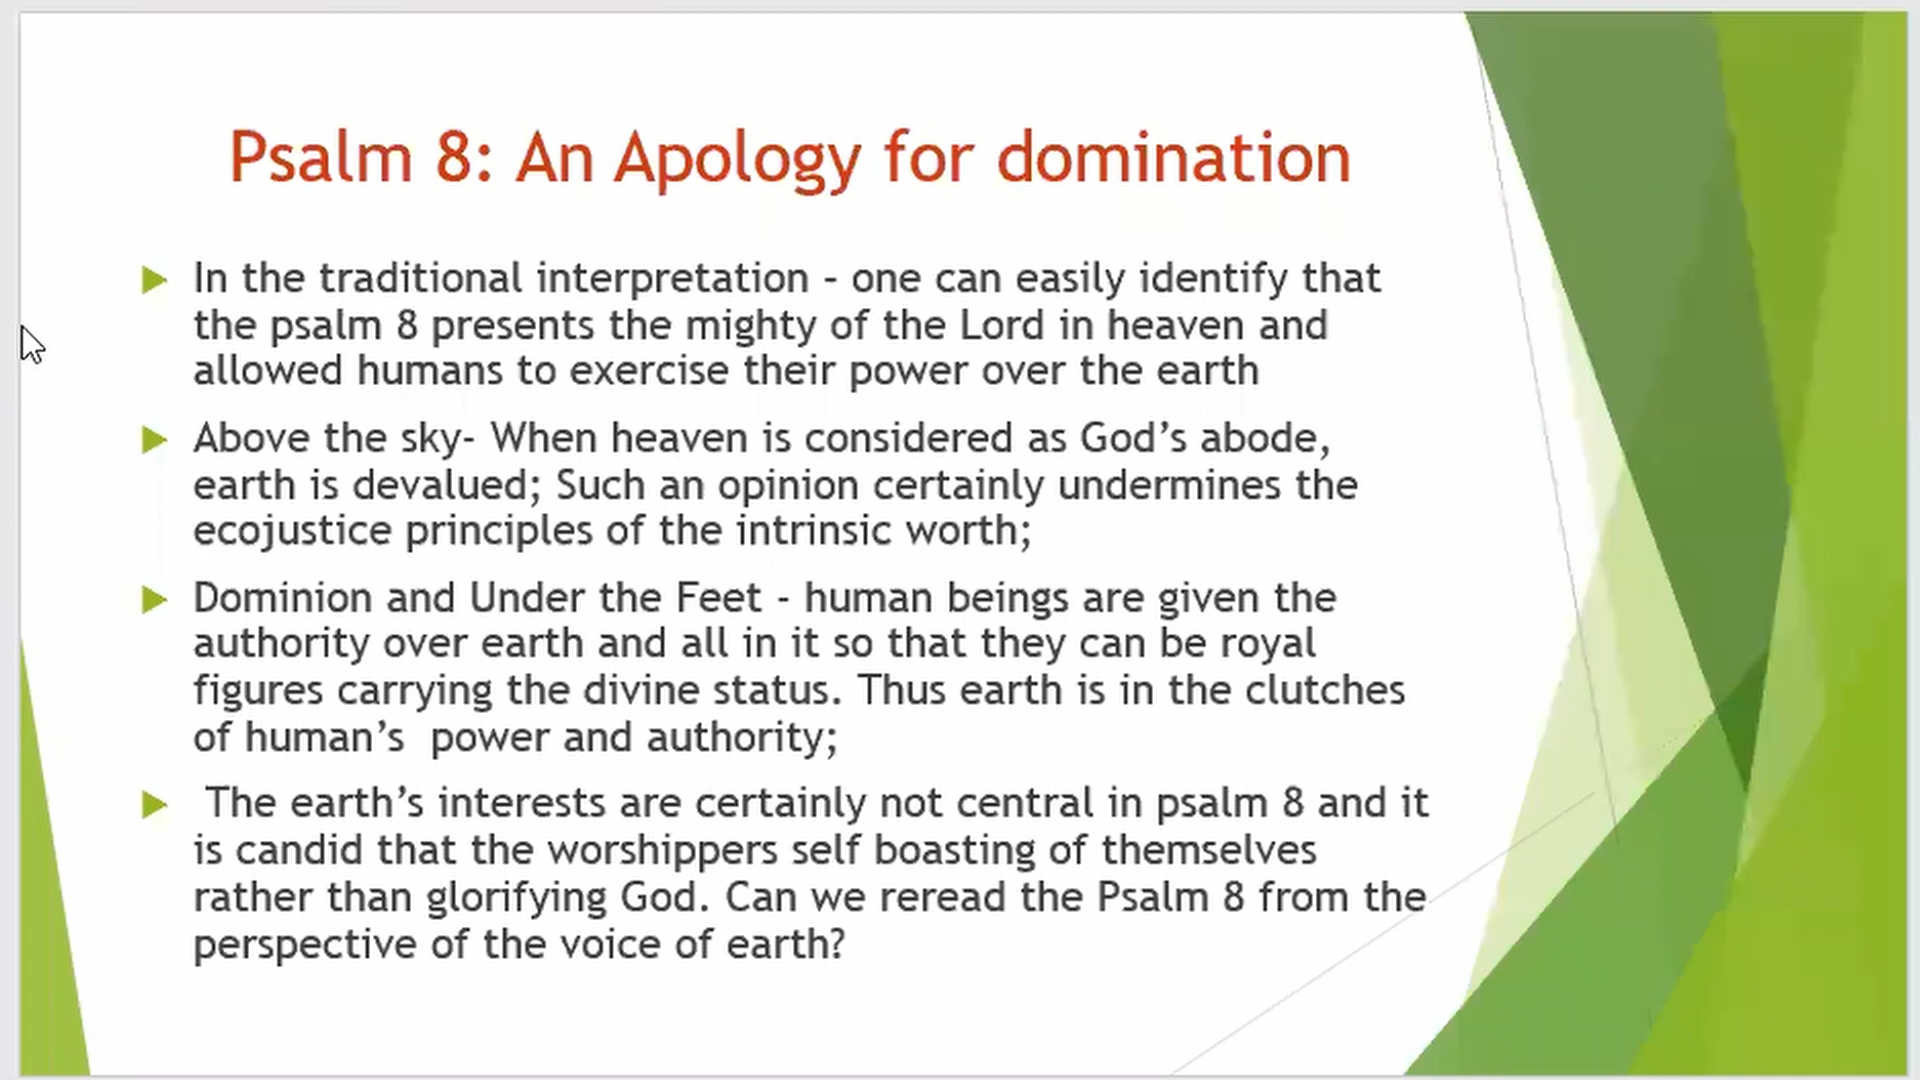 Psalm 8: An Apology for domination
In the traditional interpretation - one can easily identify that
the psalm 8 presents the mighty of the Lord in heaven and
allowed humans to exercise their power over the earth
Above the sky- When heaven is considered as God’s abode,
earth is devalued; Such an opinion certainly undermines the
ecojustice principles of the intrinsic worth;
Dominion and Under the Feet - human beings are given the
authority over earth and all in it so that they can be royal
figures carrying the divine status. Thus earth is in the clutches
of human’s  power and authority;
The earth’s interests are certainly not central in psalm 8 and it
is candid that the worshippers self boasting of themselves
rather than glorifying God. Can we reread the Psalm 8 from the
perspective of the voice of earth?